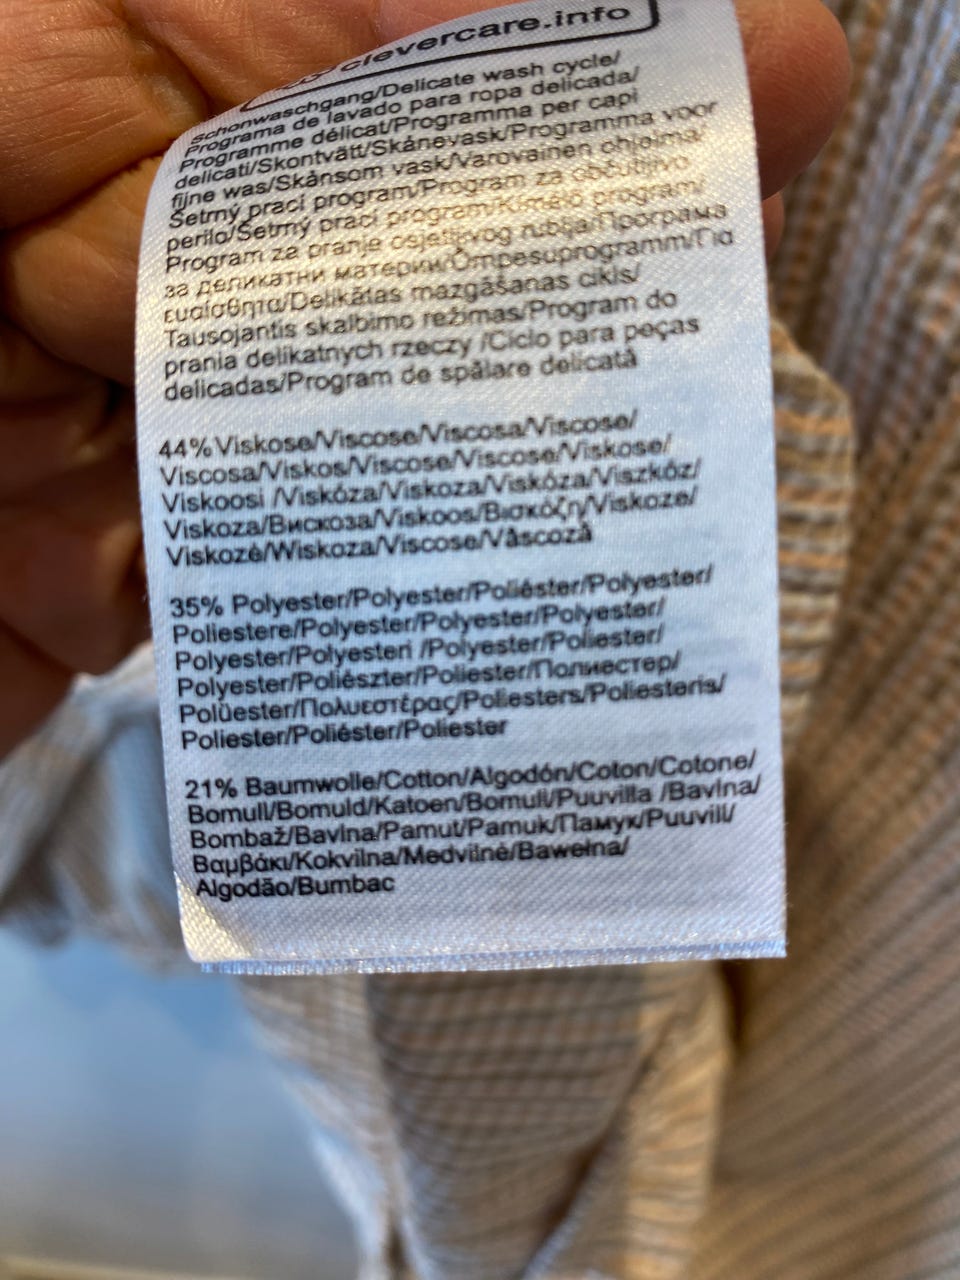 clevercare.info
Schonwaschgang/Delicate wash cycle/
Programa de lavado para ropa delicada/
Programme délicat/Programma per capi
delicati/Skontvätt/Skånevask/Programma voor
fijne was/Skånsom vask/Varovainen ohjelma/
Šetrný prací program/Program za občutljivo
perilo/Šetrný prací program/Kímélő program/
Program za pranje osjetljivog rublja/Програма
за деликатни материи/Õrnpesuprogramm/Για
ευαίσθητα/Delikātas mazgāšanas cikls/
Tausojantis skalbimo režimas/Program do
prania delikatnych rzeczy /Ciclo para peças
delicadas/Program de spălare delicată
44% Viskose/Viscose/Viscosa/Viscose/
Viscosa/Viskos/Viscose/Viscose/Viskose/
Viskoosi /Viskóza/Viskoza/Viskóza/Viszkóz/
Viskoza/Вискоза/Viskoos/Βισκόζη/Viskoze/
Viskozė/Wiskoza/Viscose/Vâscoză
35% Polyester/Polyester/Poliéster/Polyester/
Poliestere/Polyester/Polyester/Polyester/
Polyester/Polyesteri /Polyester/Poliester/
Polyester/Poliészter/Poliester/Полиестер/
Polüester/Πολυεστέρας/Poliesters/Poliesteris/
Poliester/Poliéster/Poliester
21% Baumwolle/Cotton/Algodón/Coton/Cotone/
Bomull/Bomuld/Katoen/Bomull/Puuvilla /Bavlna/
Bombaž/Bavlna/Pamut/Pamuk/Памук/Puuvill/
Βαμβάκι/Kokvilna/Medvilnė/Bawełna/
Algodão/Bumbac